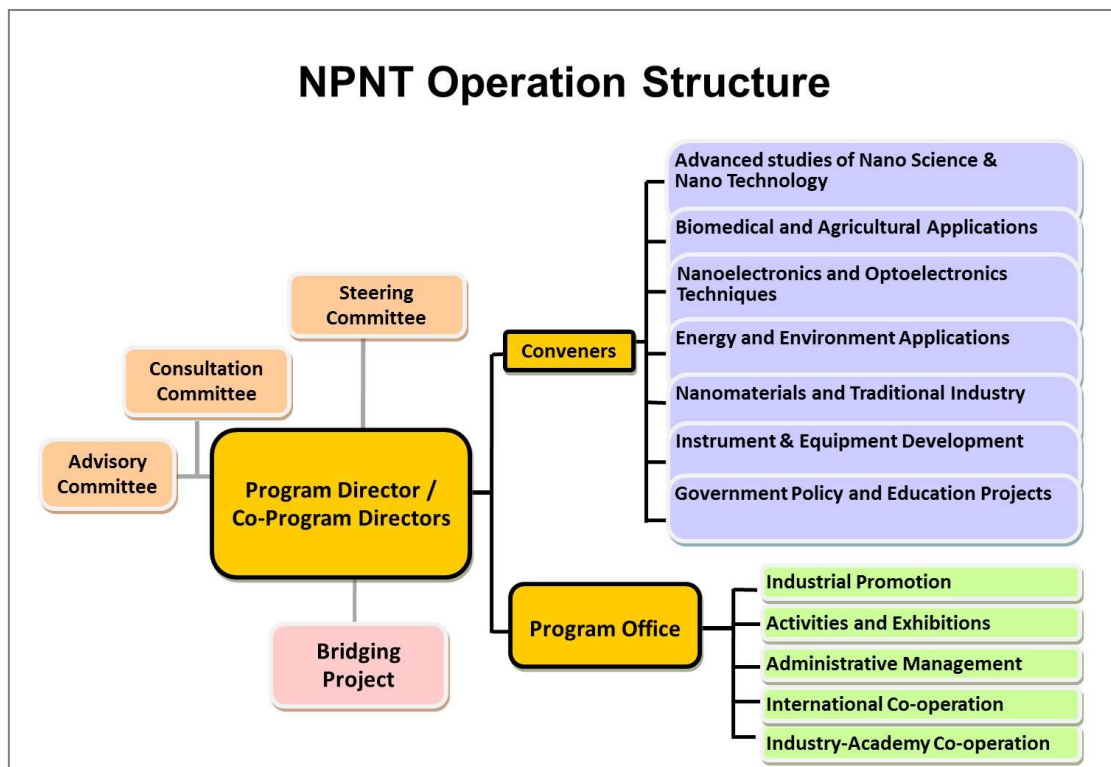 NPNT Operation Structure
Steering
Committee
Consultation
Committee
Advisory
Committee
Program Director /
Co-Program Directors
Bridging
Project
Conveners
Advanced studies of Nano Science &
Nano Technology
Biomedical and Agricultural Applications
Nanoelectronics and Optoelectronics
Techniques
Energy and Environment Applications
Nanomaterials and Traditional Industry
Instrument & Equipment Development
Government Policy and Education Projects
Program Office
Industrial Promotion
Activities and Exhibitions
Administrative Management
International Co-operation
Industry-Academy Co-operation